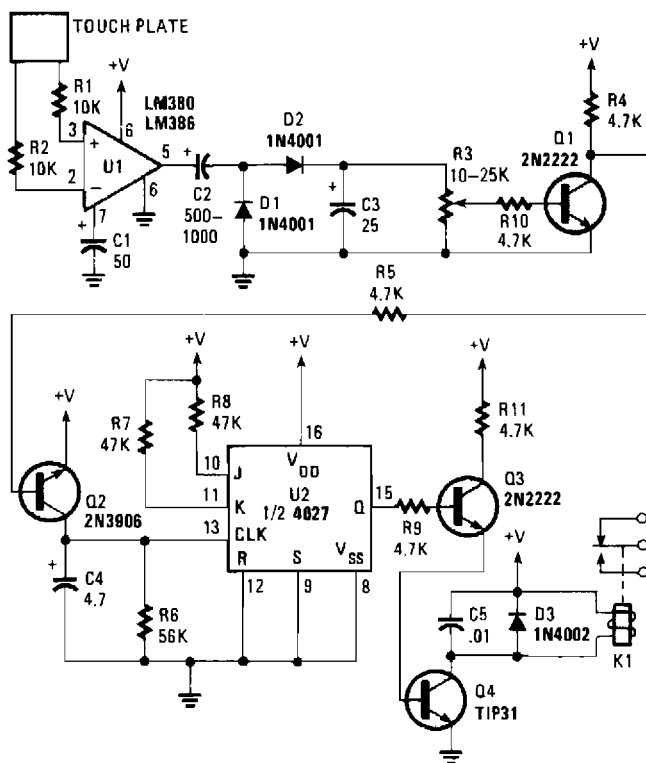 TOUCH PLATE
+V
+V
R1
10K
LM380
LM386
R4
4.7K
D2
1N4001
Q1
2N2222
R3
10-25K
R2
10K
3
+
6
U1
5
+
+
2
−
6
7
C2
500-
1000
D1
1N4001
C3
25
R10
4.7K
+
C1
50
R5
4.7K
+V
+V
+V
+V
R7
47K
R8
47K
R11
4.7K
16
10
J
VDD
11
K
U2
1/2 4027
Q
15
Q3
2N2222
Q2
2N3906
13
CLK
R9
4.7K
R
S
VSS
12
9
8
+V
+
C4
4.7
R6
56K
C5
.01
D3
1N4002
K1
Q4
TIP31